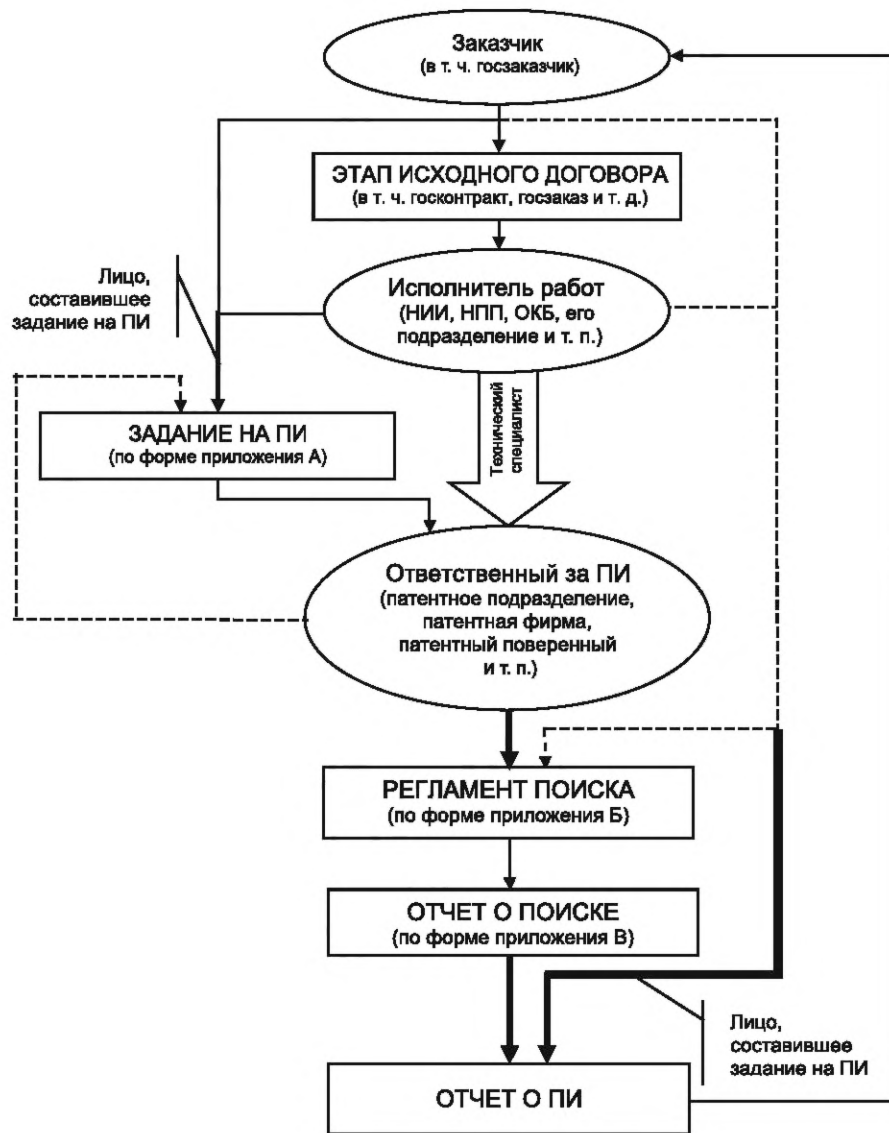 Заказчик
(в т. ч. госзаказчик)
ЭТАП ИСХОДНОГО ДОГОВОРА
(в т. ч. госконтракт, госзаказ и т. д.)
Лицо,
составившее
задание на ПИ
Исполнитель работ
(НИИ, НПП, ОКБ, его
подразделение и т. п.)
ЗАДАНИЕ НА ПИ
(по форме приложения А)
Технический
специалист
Ответственный за ПИ
(патентное подразделение,
патентная фирма,
патентный поверенный
и т. п.)
РЕГЛАМЕНТ ПОИСКА
(по форме приложения Б)
ОТЧЕТ О ПОИСКЕ
(по форме приложения В)
Лицо,
составившее
задание на ПИ
ОТЧЕТ О ПИ